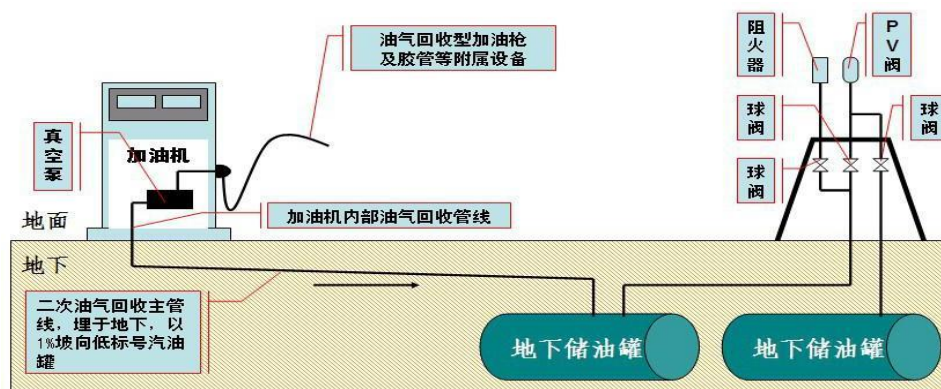 油气回收型加油枪
及胶管等附属设备
阻
火
器
P
V
阀
真
空
泵
加油机
球
阀
球
阀
球
阀
加油机内部油气回收管线
地面
地下
二次油气回收主管
线，埋于地下，以
1%坡向低标号汽油
罐
地下储油罐
地下储油罐